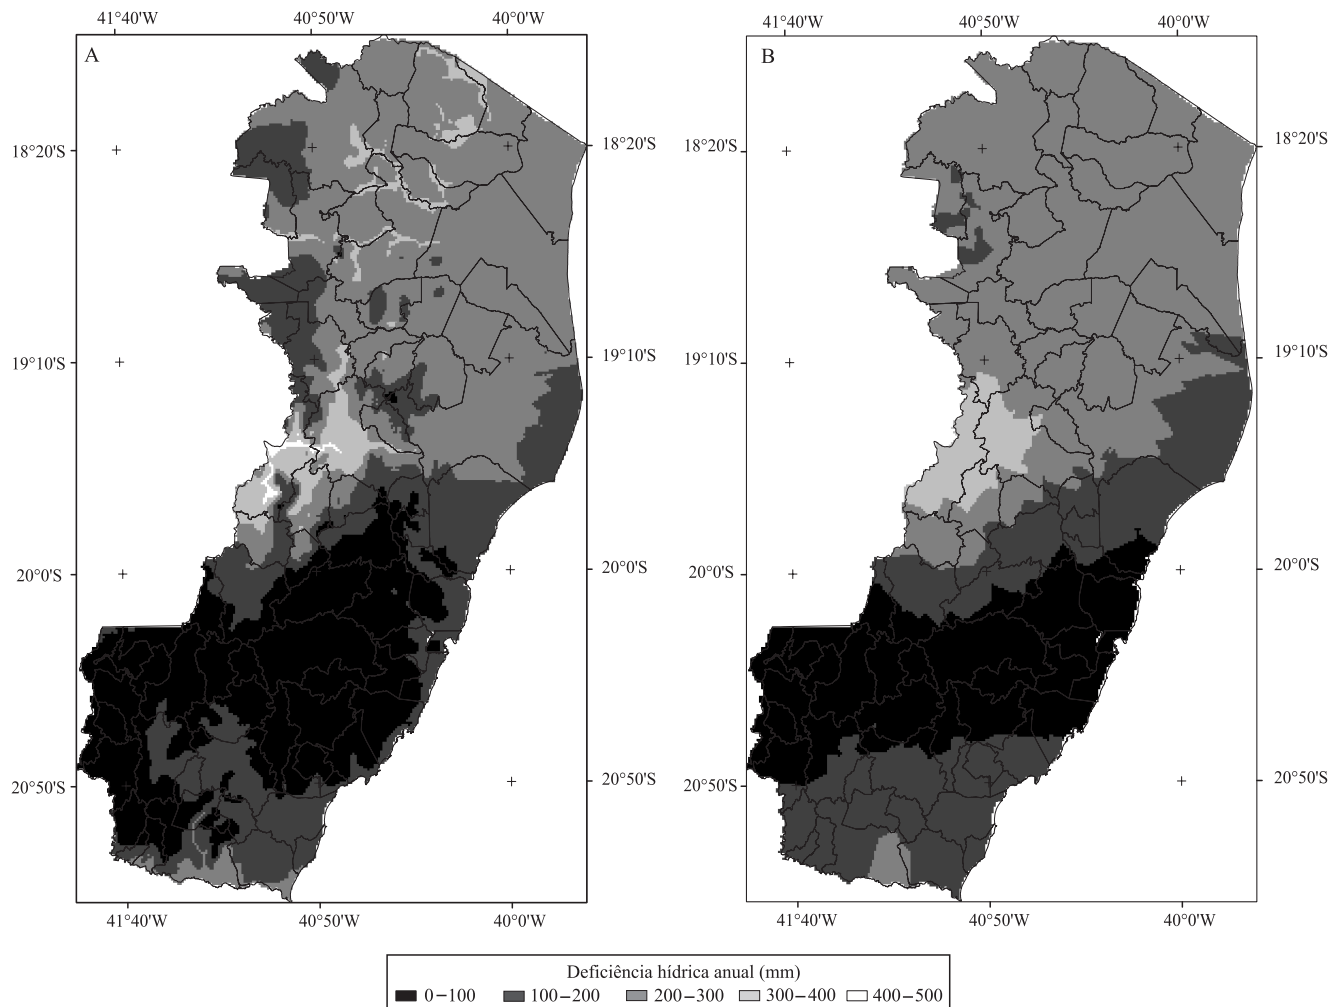 41°40'W 40°50'W 40°0'W 41°40'W 40°50'W 40°0'W
A B
18°20'S 18°20'S 18°20'S 18°20'S
19°10'S 19°10'S 19°10'S 19°10'S
20°0'S 20°0'S 20°0'S 20°0'S
20°50'S 20°50'S 20°50'S 20°50'S
41°40'W 40°50'W 40°0'W 41°40'W 40°50'W 40°0'W
Deficiência hídrica anual (mm)
0–100 100–200 200–300 300–400 400–500